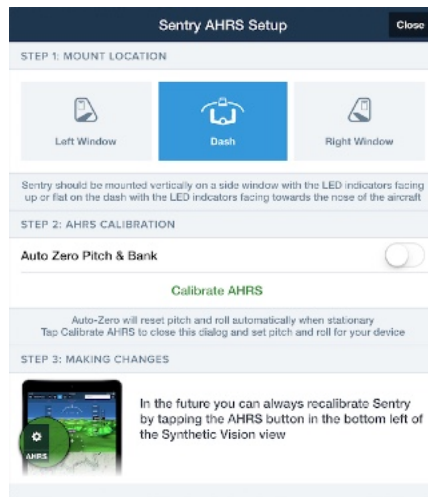 Sentry AHRS Setup
Close
STEP 1: MOUNT LOCATION
Left Window
Dash
Right Window
Sentry should be mounted vertically on a side window with the LED indicators facing
up or flat on the dash with the LED indcators facing towards the nose of the aircraft
STEP 2: AHRS CALIBRATION
Auto Zero Pitch & Bank
Calibrate AHRS
Auto-Zero will reset pitch and roll automatically when stationary
Tap Calibrate AHRS to close this dialog and set pitch and roll for your device
STEP 3: MAKING CHANGES
AHRS
In the future you can always recalibrate Sentry
by tapping the AHRS button in the bottom left of
the Synthetic Vision view